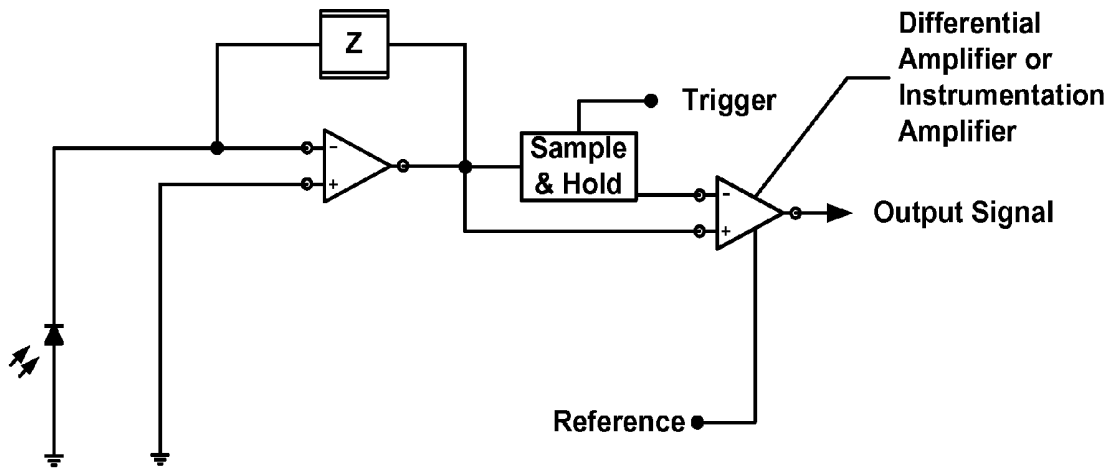 Z
Differential
Amplifier or
Instrumentation
Amplifier
Trigger
Sample
& Hold
-
+
-
+
Output Signal
Reference